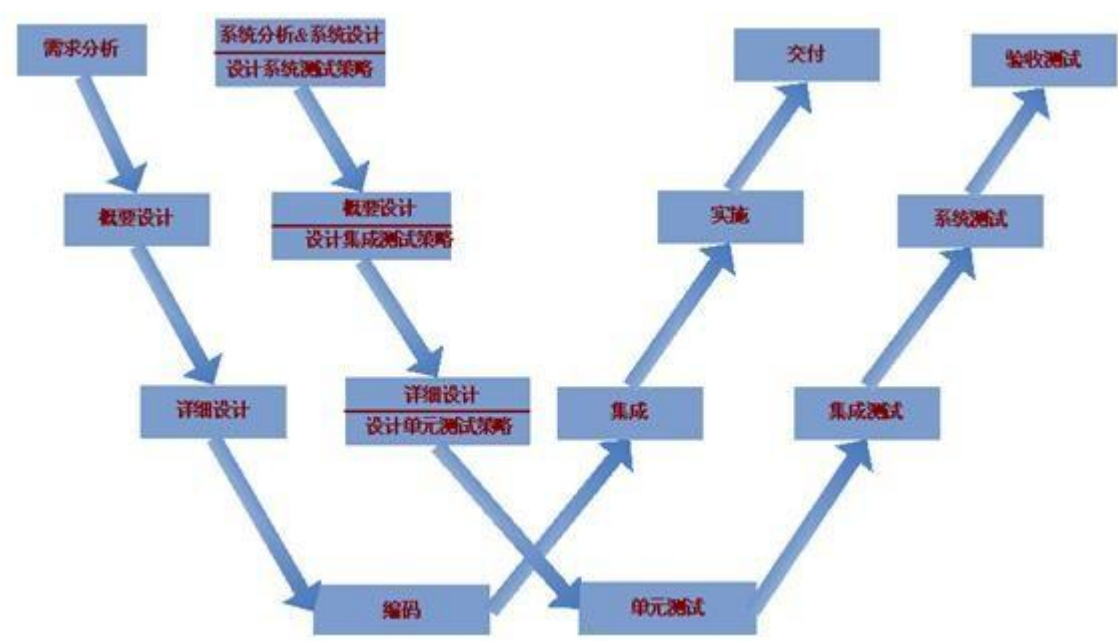 需求分析
系统分析&系统设计
设计系统测试策略
交付
验收测试
概要设计
概要设计
设计集成测试策略
实施
系统测试
详细设计
详细设计
设计单元测试策略
集成
集成测试
编码
单元测试